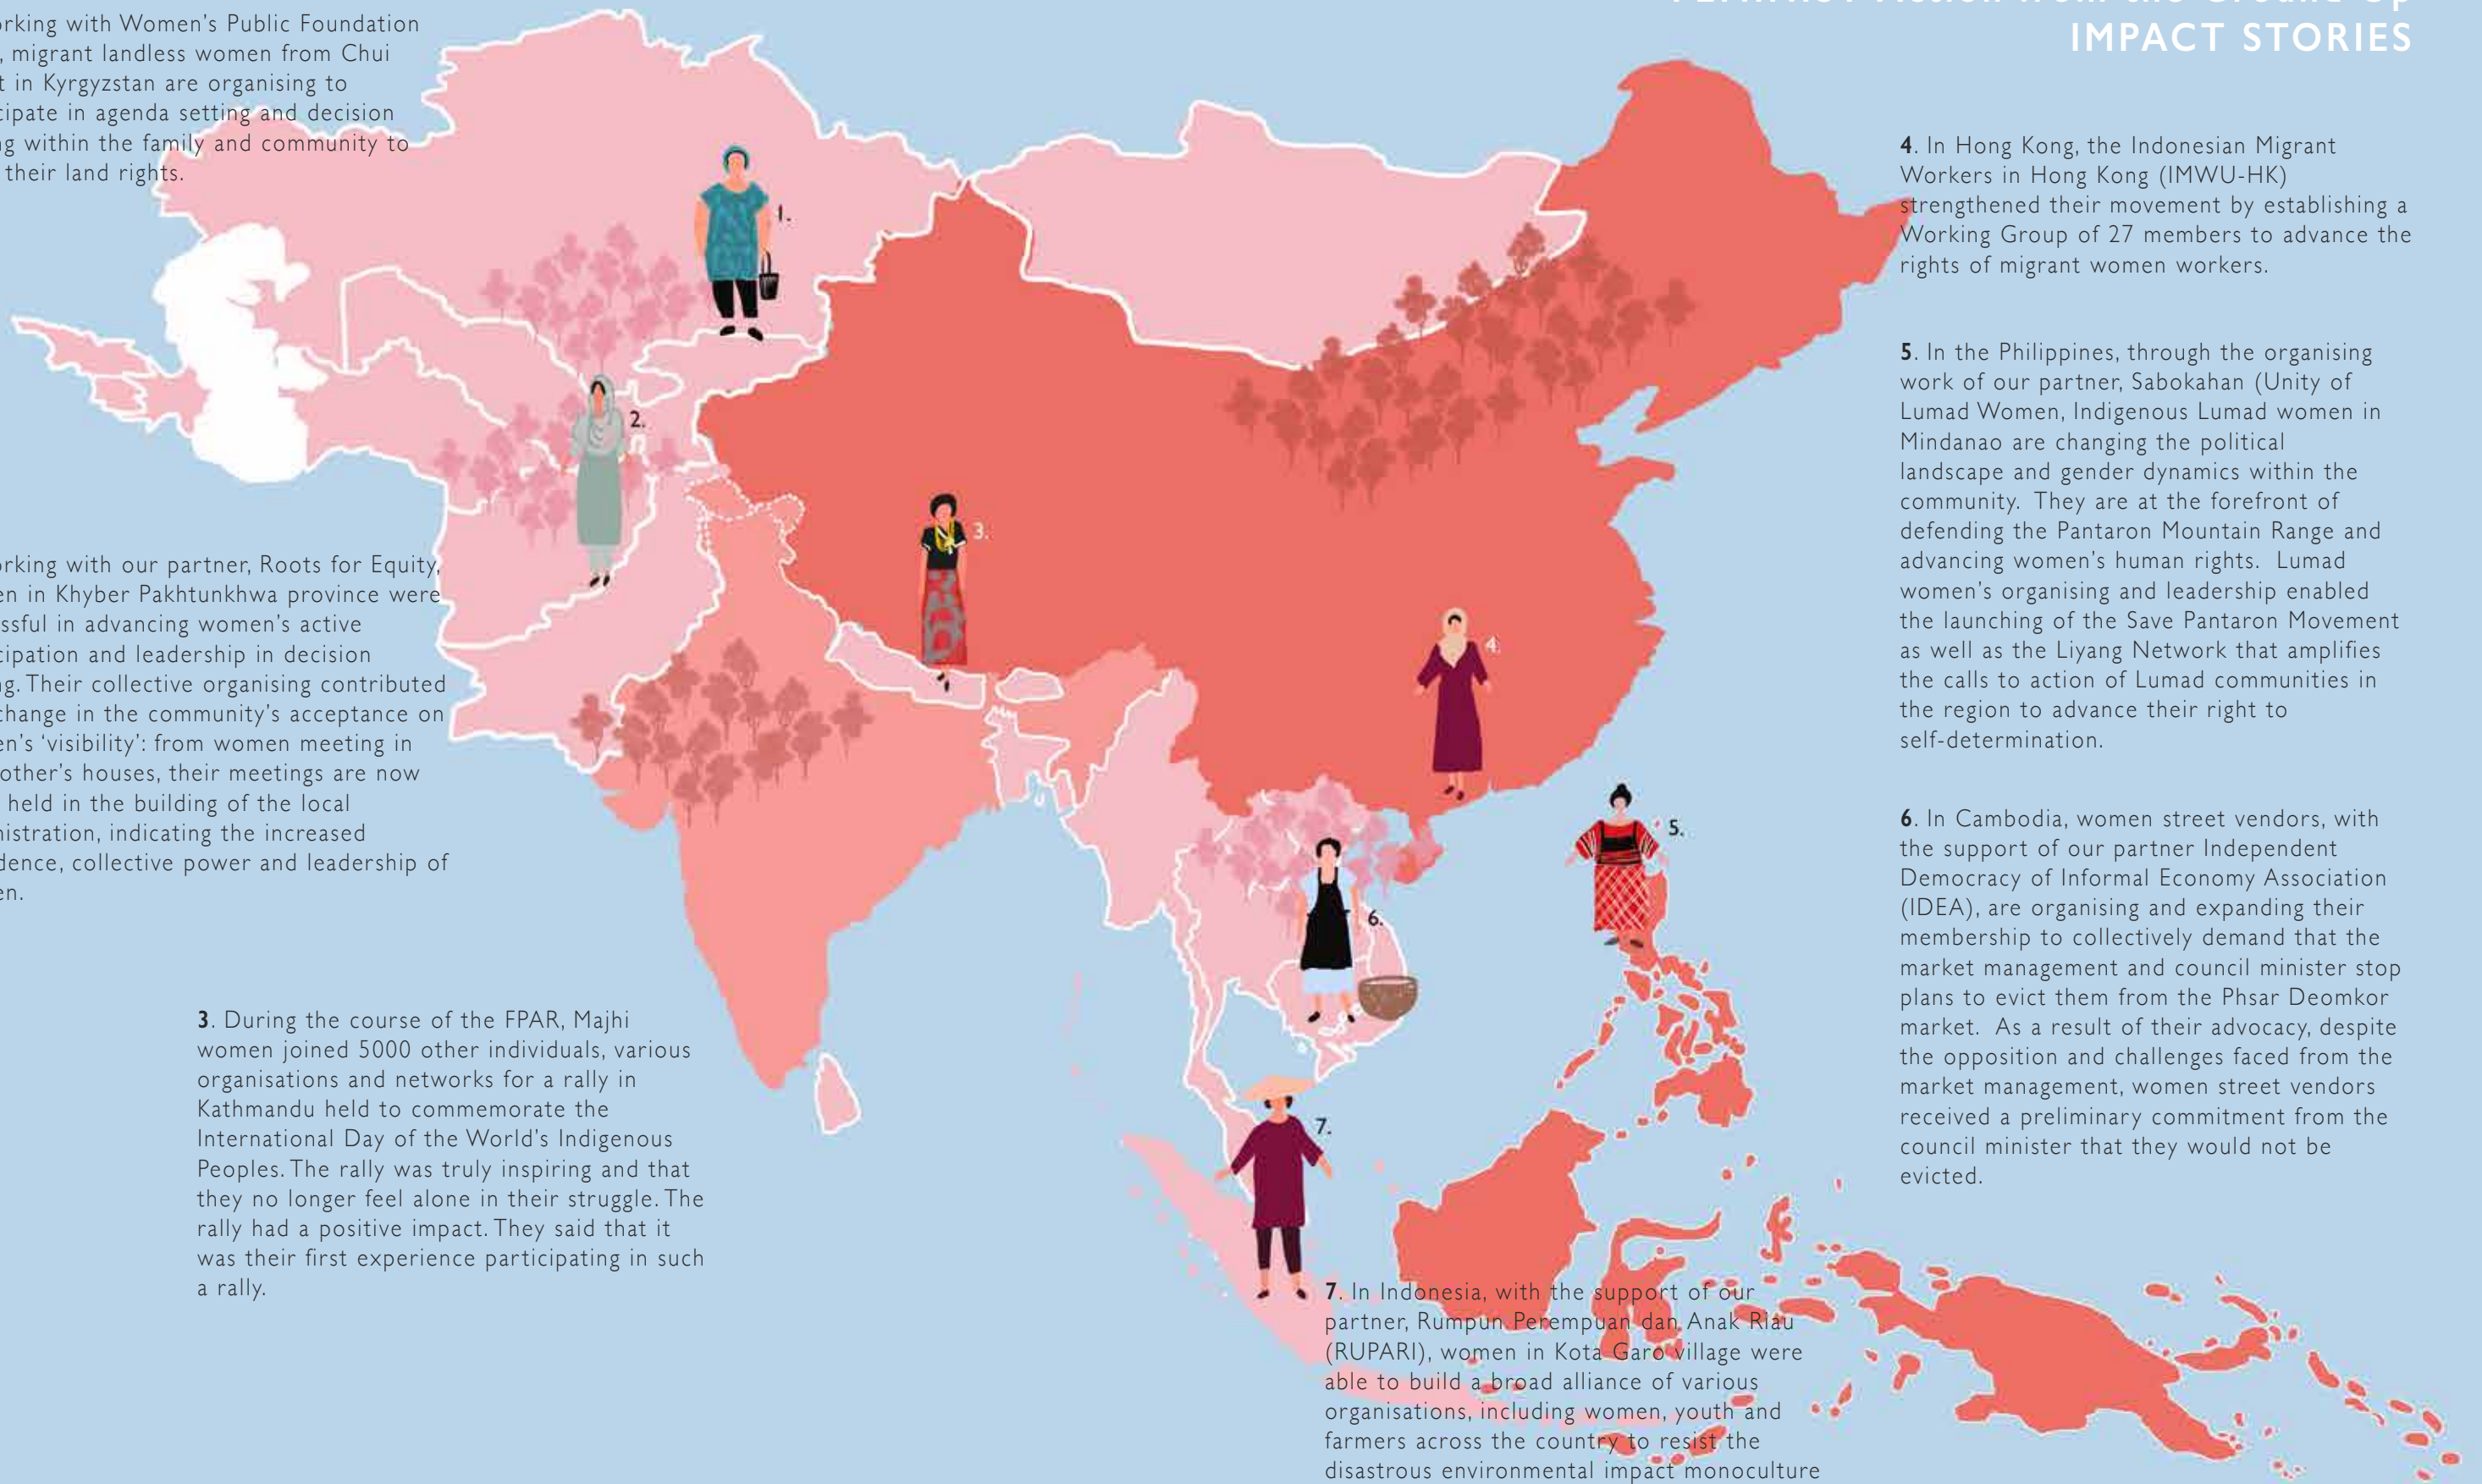 Action from the Ground Up
IMPACT STORIES
orking with Women's Public Foundation
, migrant landless women from Chui
t in Kyrgyzstan are organising to
cipate in agenda setting and decision
ng within the family and community to
their land rights.
1.
2.
orking with our partner, Roots for Equity,
en in Khyber Pakhtunkhwa province were
ssful in advancing women's active
cipation and leadership in decision
ng. Their collective organising contributed
change in the community's acceptance on
en's ‘visibility’: from women meeting in
other's houses, their meetings are now
held in the building of the local
nistration, indicating the increased
dence, collective power and leadership of
en.
3.
3. During the course of the FPAR, Majhi
women joined 5000 other individuals, various
organisations and networks for a rally in
Kathmandu held to commemorate the
International Day of the World's Indigenous
Peoples. The rally was truly inspiring and that
they no longer feel alone in their struggle. The
rally had a positive impact. They said that it
was their first experience participating in such
a rally.
4.
4. In Hong Kong, the Indonesian Migrant
Workers in Hong Kong (IMWU-HK)
strengthened their movement by establishing a
Working Group of 27 members to advance the
rights of migrant women workers.
5.
5. In the Philippines, through the organising
work of our partner, Sabokahan (Unity of
Lumad Women, Indigenous Lumad women in
Mindanao are changing the political
landscape and gender dynamics within the
community. They are at the forefront of
defending the Pantaron Mountain Range and
advancing women's human rights. Lumad
women's organising and leadership enabled
the launching of the Save Pantaron Movement
as well as the Liyang Network that amplifies
the calls to action of Lumad communities in
the region to advance their right to
self-determination.
6.
6. In Cambodia, women street vendors, with
the support of our partner Independent
Democracy of Informal Economy Association
(IDEA), are organising and expanding their
membership to collectively demand that the
market management and council minister stop
plans to evict them from the Phsar Deomkor
market. As a result of their advocacy, despite
the opposition and challenges faced from the
market management, women street vendors
received a preliminary commitment from the
council minister that they would not be
evicted.
7.
7. In Indonesia, with the support of our
partner, Rumpun Perempuan dan Anak Riau
(RUPARI), women in Kota Garo village were
able to build a broad alliance of various
organisations, including women, youth and
farmers across the country to resist the
disastrous environmental impact monoculture